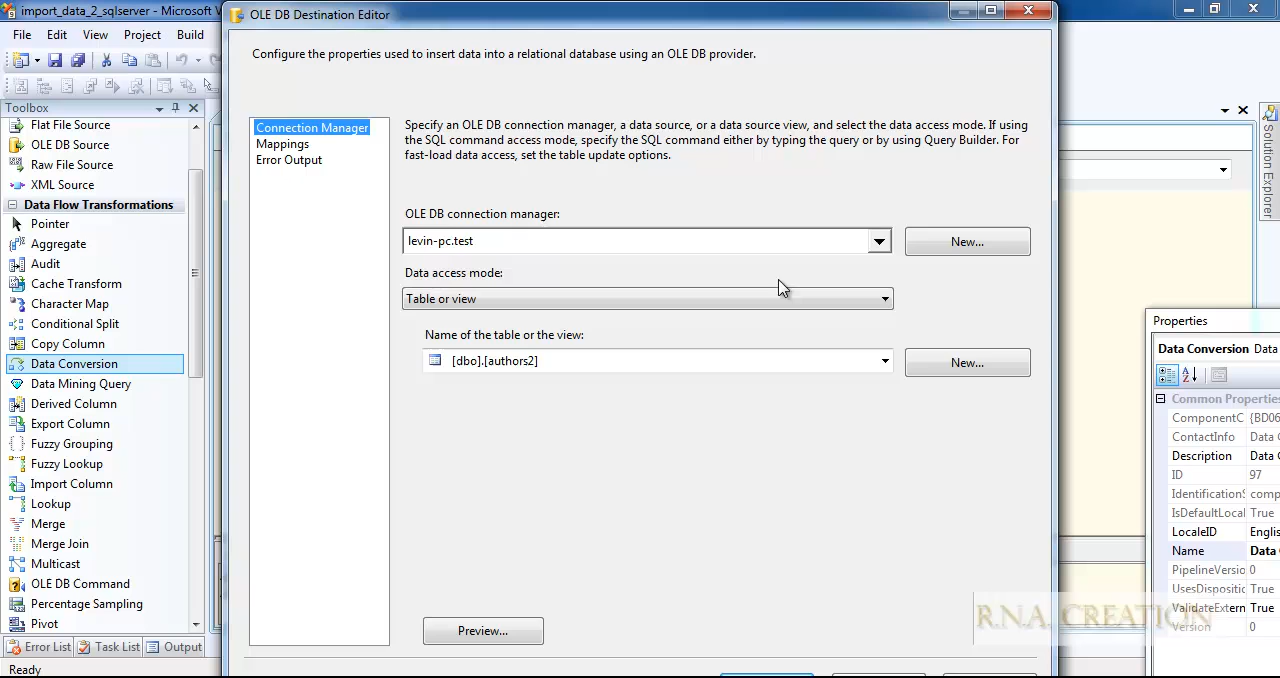 import_data_2_sqlserver - Microsoft V
File Edit View Project Build
Toolbox
Flat File Source
OLE DB Source
Raw File Source
XML Source
Data Flow Transformations
Pointer
Aggregate
Audit
Cache Transform
Character Map
Conditional Split
Copy Column
Data Conversion
Data Mining Query
Derived Column
Export Column
Fuzzy Grouping
Fuzzy Lookup
Import Column
Lookup
Merge
Merge Join
Multicast
OLE DB Command
Percentage Sampling
Pivot
Error List Task List Output
Ready
OLE DB Destination Editor
Configure the properties used to insert data into a relational database using an OLE DB provider.
Connection Manager
Mappings
Error Output
Specify an OLE DB connection manager, a data source, or a data source view, and select the data access mode. If using
the SQL command access mode, specify the SQL command either by typing the query or by using Query Builder. For
fast-load data access, set the table update options.
OLE DB connection manager:
levin-pc.test New...
Data access mode:
Table or view
Name of the table or the view:
[dbo].[authors2] New...
Preview...
Solution Explorer
Properties
Data Conversion Data
Common Properties
ComponentC {BD06
ContactInfo Data C
Description Data C
ID 97
Identifications comp
IsDefaultLocal True
LocaleID Englis
Name Data C
PipelineVersio 0
UsesDispositic True
ValidateExtern True
Version 0
R.N.A. CREATION